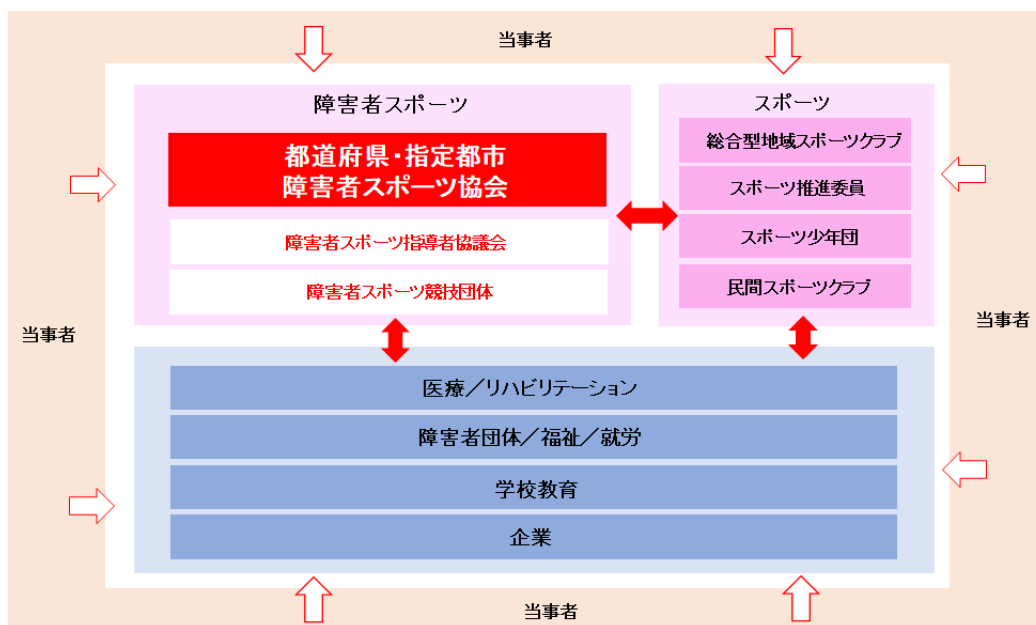 当事者
障害者スポーツ
都道府県・指定都市
障害者スポーツ協会
障害者スポーツ指導者協議会
障害者スポーツ競技団体
スポーツ
総合型地域スポーツクラブ
スポーツ推進委員
スポーツ少年団
民間スポーツクラブ
当事者
当事者
医療／リハビリテーション
障害者団体／福祉／就労
学校教育
企業
当事者